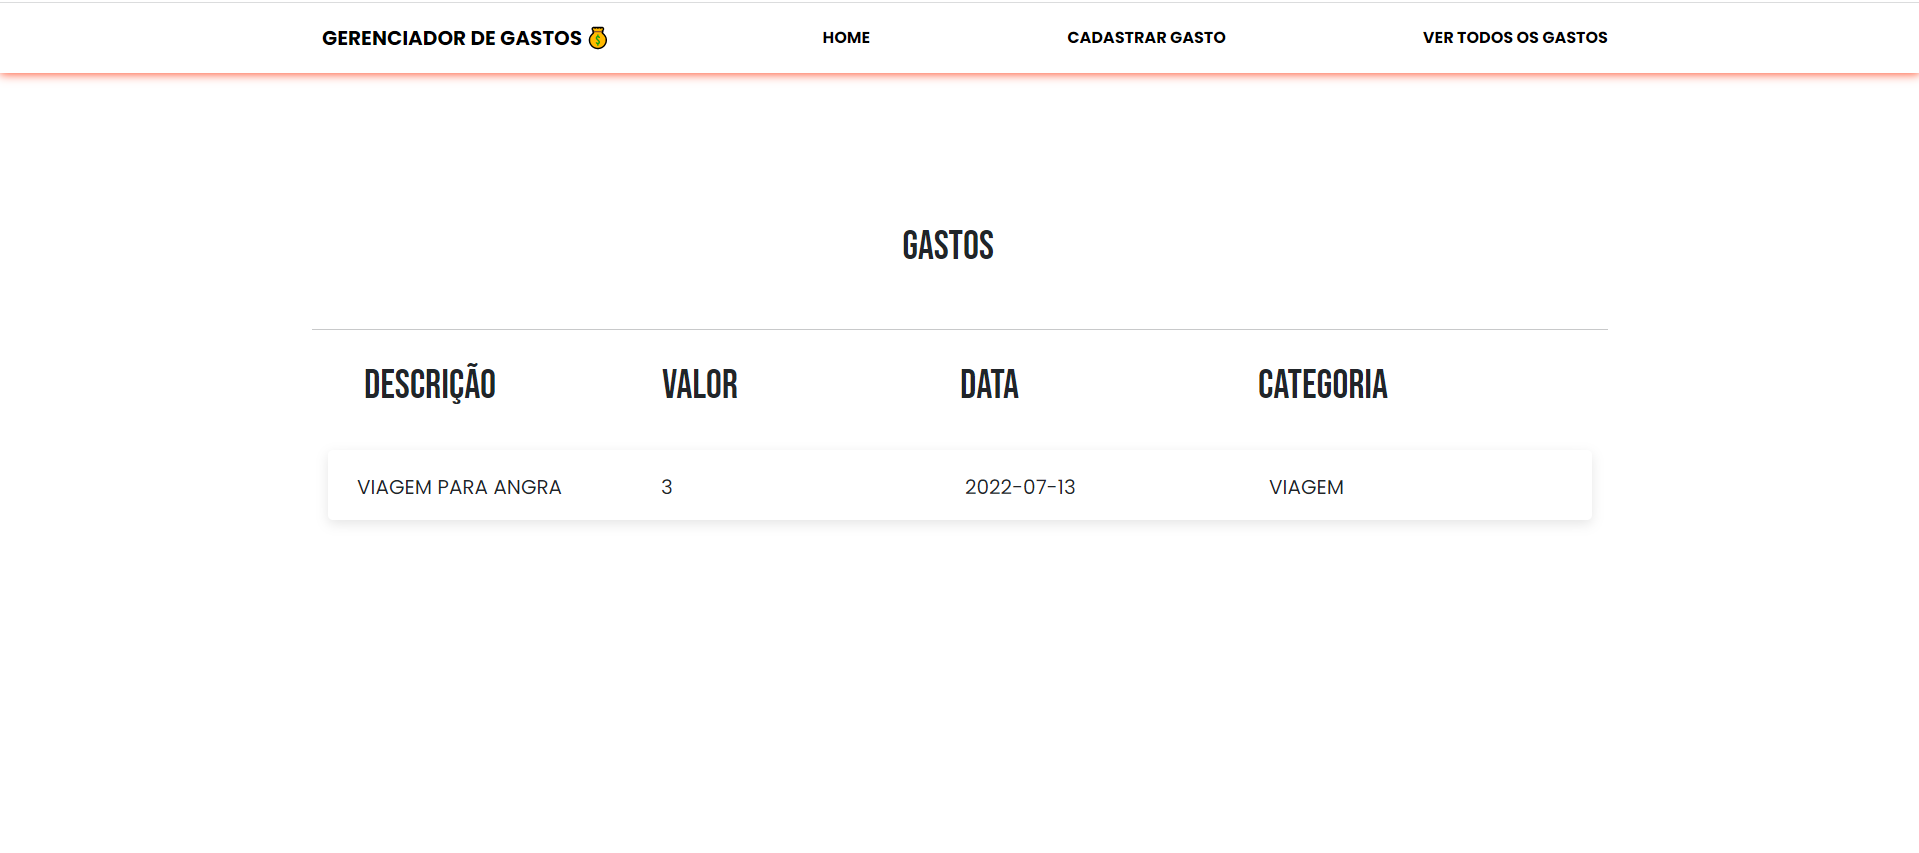 GERENCIADOR DE GASTOS HOME CADASTRAR GASTO VER TODOS OS GASTOS
GASTOS
DESCRIÇÃO VALOR DATA CATEGORIA
VIAGEM PARA ANGRA 3 2022-07-13 VIAGEM